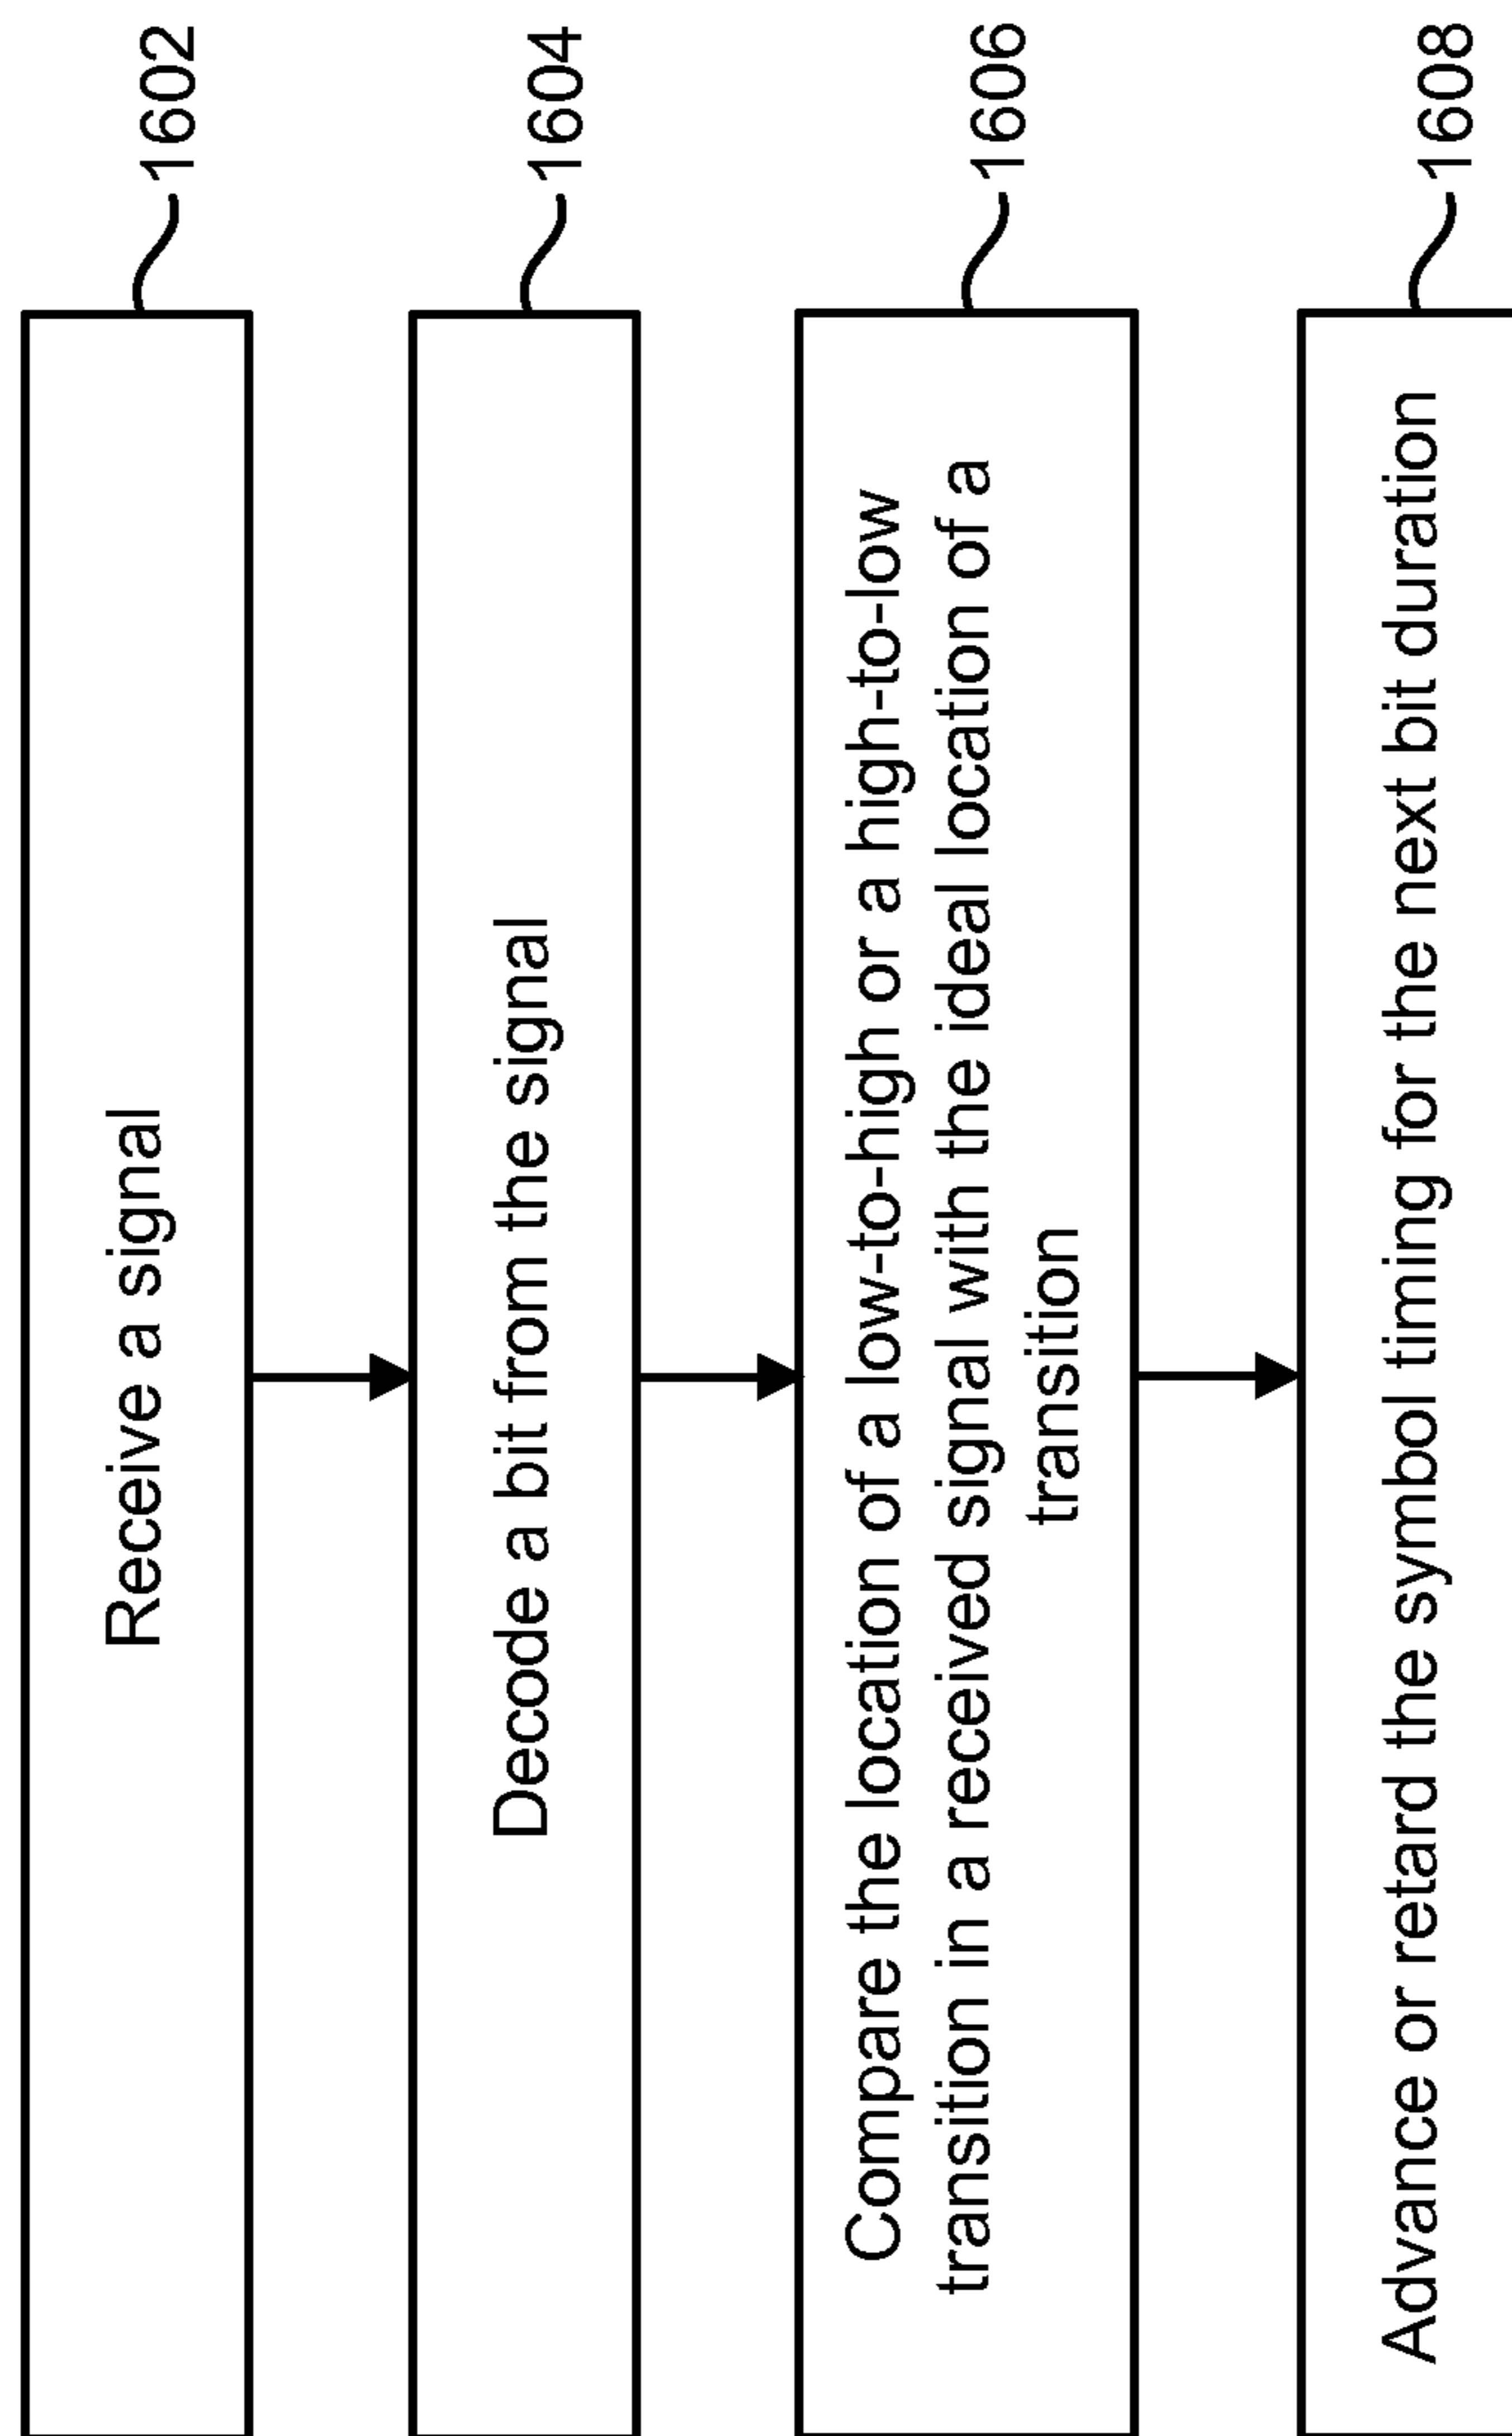 Receive a signal
1602
Decode a bit from the signal
1604
Compare the location of a low-to-high or a high-to-low
transition in a received signal with the ideal location of a
transition
1606
Advance or retard the symbol timing for the next bit duration
1608